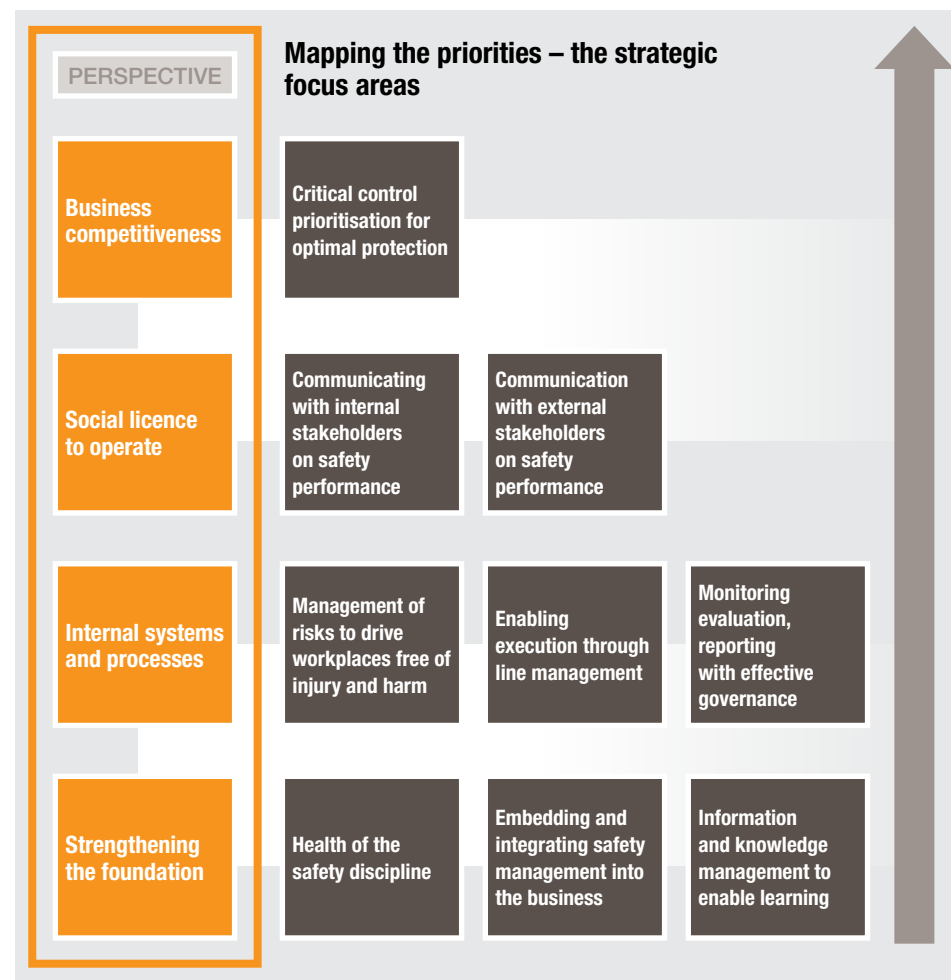 PERSPECTIVE
Mapping the priorities – the strategic
focus areas
Business
competitiveness
Critical control
prioritisation for
optimal protection
Social licence
to operate
Communicating
with internal
stakeholders
on safety
performance
Communication
with external
stakeholders
on safety
performance
Internal systems
and processes
Management of
risks to drive
workplaces free of
injury and harm
Enabling
execution through
line management
Monitoring
evaluation,
reporting
with effective
governance
Strengthening
the foundation
Health of the
safety discipline
Embedding and
integrating safety
management into
the business
Information
and knowledge
management to
enable learning